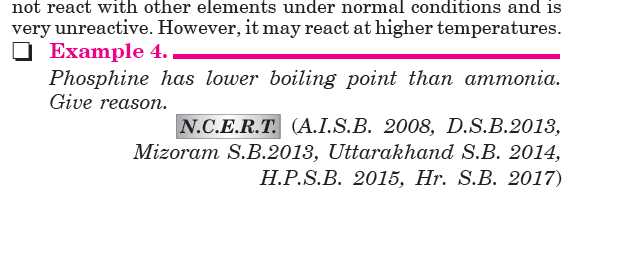 not react with other elements under normal conditions and is
very unreactive. However, it may react at higher temperatures.
❑ Example 4.
Phosphine has lower boiling point than ammonia.
Give reason.
N.C.E.R.T. (A.I.S.B. 2008, D.S.B.2013,
Mizoram S.B.2013, Uttarakhand S.B. 2014,
H.P.S.B. 2015, Hr. S.B. 2017)